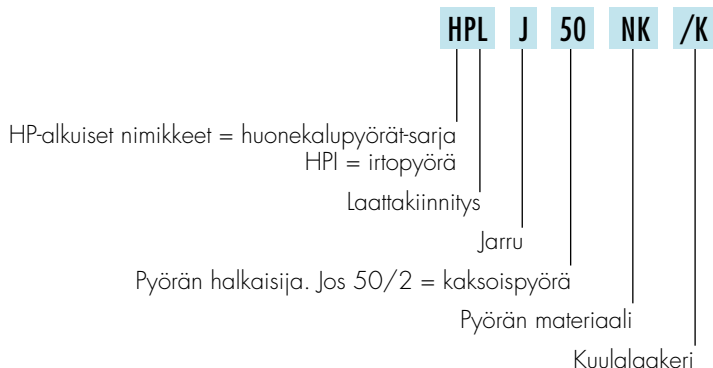 HPL J 50 NK /K
HP-alkuiset nimikkeet = huonekalupyörät-sarja
HPI = irtopyörä
Laattakiinnitys
Jarru
Pyörän halkaisija. Jos 50/2 = kaksoispyörä
Pyörän materiaali
Kuulalaakeri